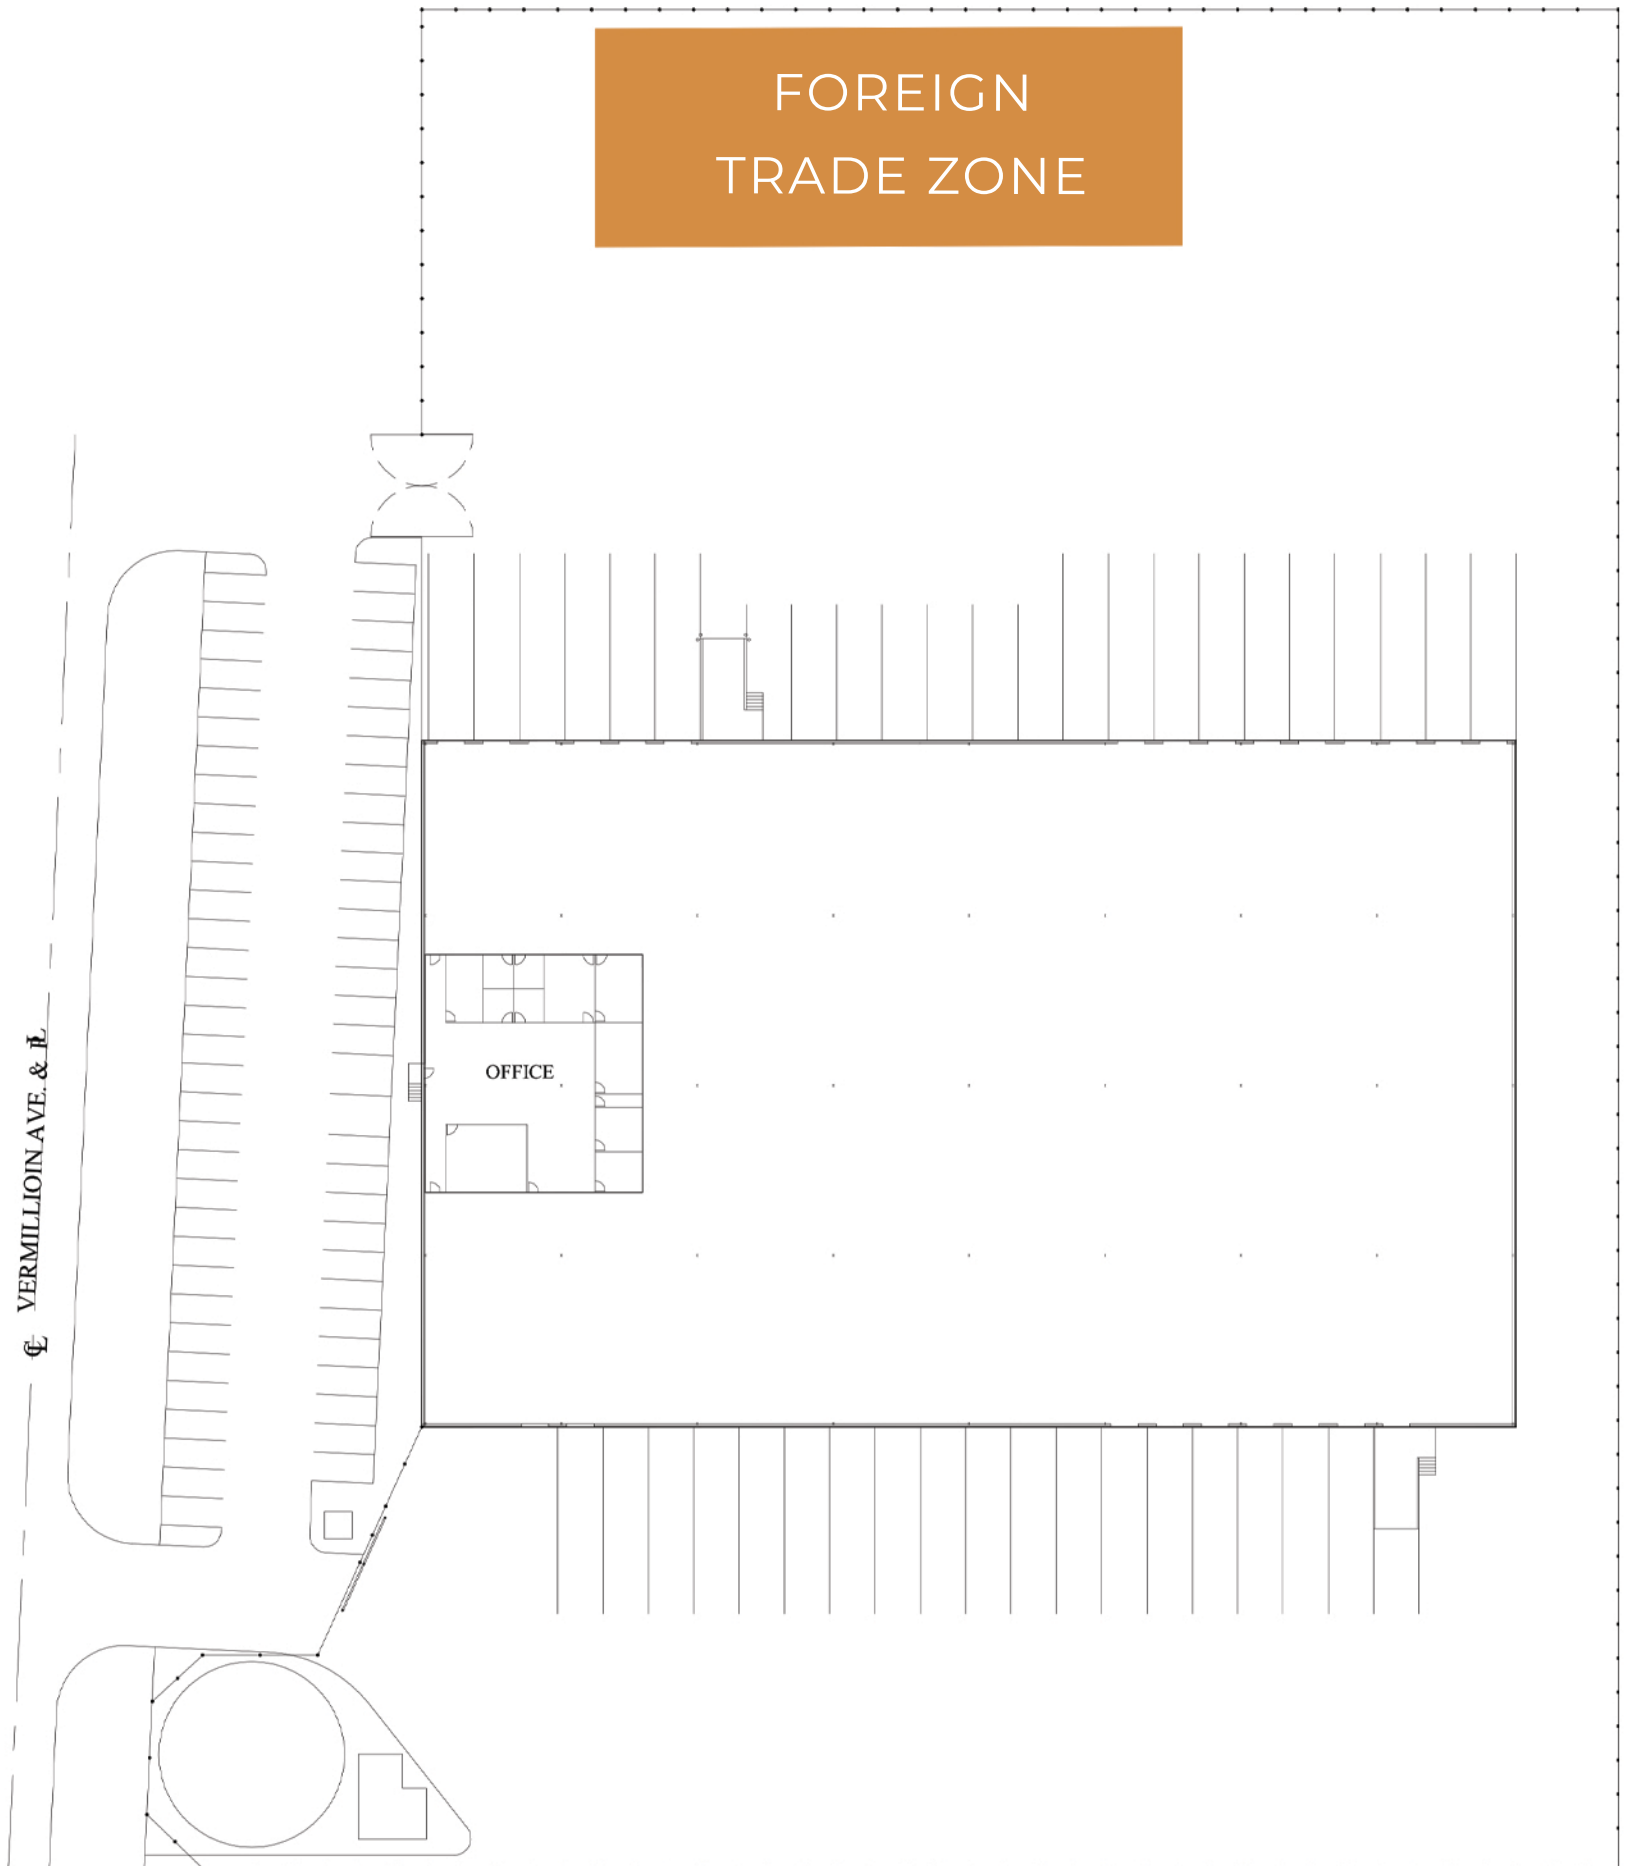 FOREIGN
TRADE ZONE
OFFICE
℄ VERMILLIOIN AVE. & ⅊